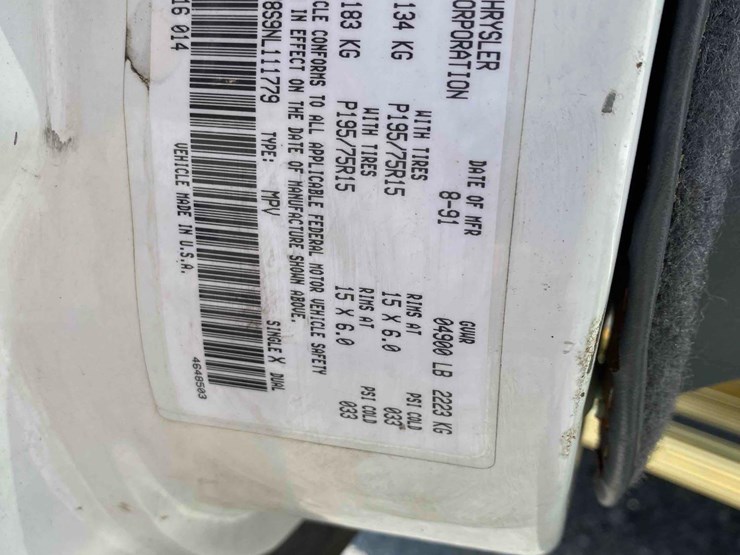 HRYSLER
ORPORATION
DATE OF MFR
8-91
GVWR
04900 LB 2223 KG
134 KG
WITH TIRES
P195/75R15
RIMS AT
15 X 6.0
PSI COLD
033
183 KG
WITH TIRES
P195/75R15
RIMS AT
15 X 6.0
PSI COLD
033
CLE CONFORMS TO ALL APPLICABLE FEDERAL MOTOR VEHICLE SAFETY
IN EFFECT ON THE DATE OF MANUFACTURE SHOWN ABOVE.
8S9NL111779 TYPE: MPV SINGLE X DUAL
16 014 VEHICLE MADE IN U.S.A. 4648503